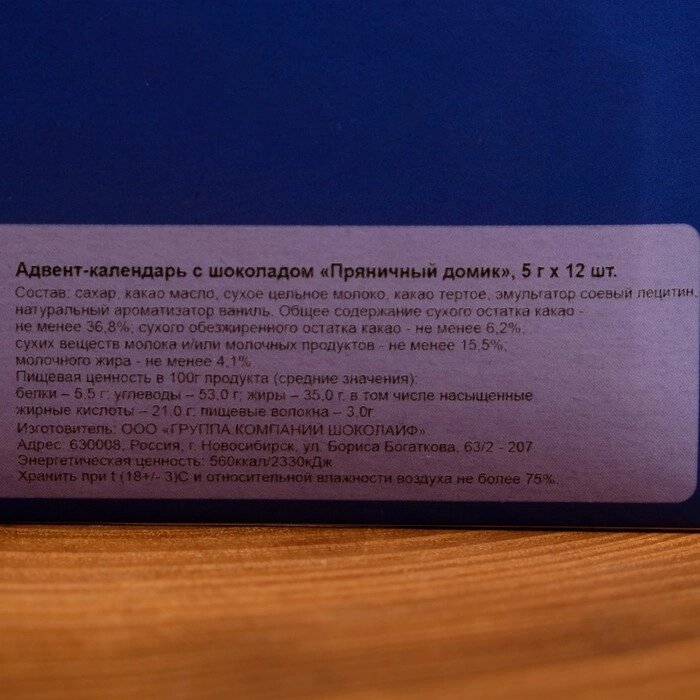 Адвент-календарь с шоколадом «Пряничный домик», 5 г х 12 шт.
Состав: сахар, какао масло, сухое цельное молоко, какао тертое, эмульгатор соевый лецитин,
натуральный ароматизатор ваниль. Общее содержание сухого остатка какао -
не менее 36,8%; сухого обезжиренного остатка какао - не менее 6,2%;
сухих веществ молока и/или молочных продуктов - не менее 15,5%;
молочного жира - не менее 4,1%.
Пищевая ценность в 100г продукта (средние значения):
белки – 5,5 г; углеводы – 53,0 г; жиры – 35,0 г, в том числе насыщенные
жирные кислоты – 21,0 г; пищевые волокна – 3,0г
Изготовитель: ООО «ГРУППА КОМПАНИИ ШОКОЛАЙФ»
Адрес: 630008, Россия, г. Новосибирск, ул. Бориса Богаткова, 63/2 - 207.
Энергетическая ценность: 560ккал/2330кДж
Хранить при t (18+/- 3)С и относительной влажности воздуха не более 75%.